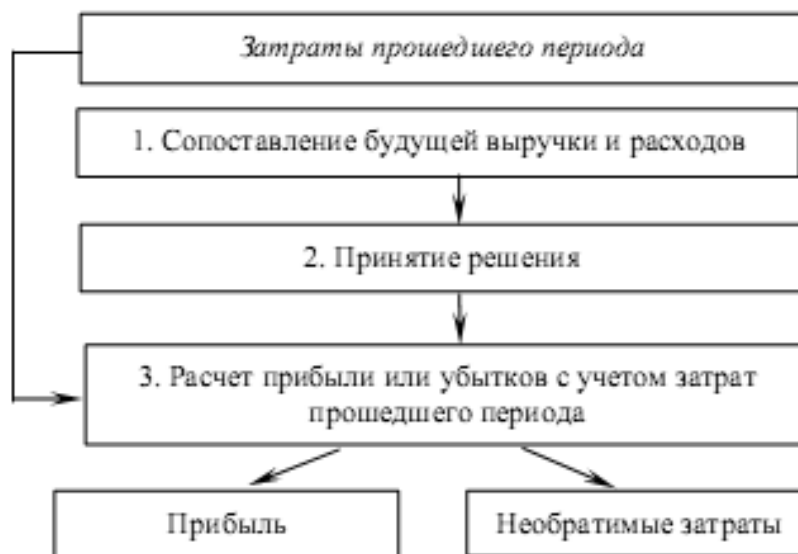 Затраты прошедшего периода
1. Сопоставление будущей выручки и расходов
2. Принятие решения
3. Расчет прибыли или убытков с учетом затрат
прошедшего периода
Прибыль
Необратимые затраты